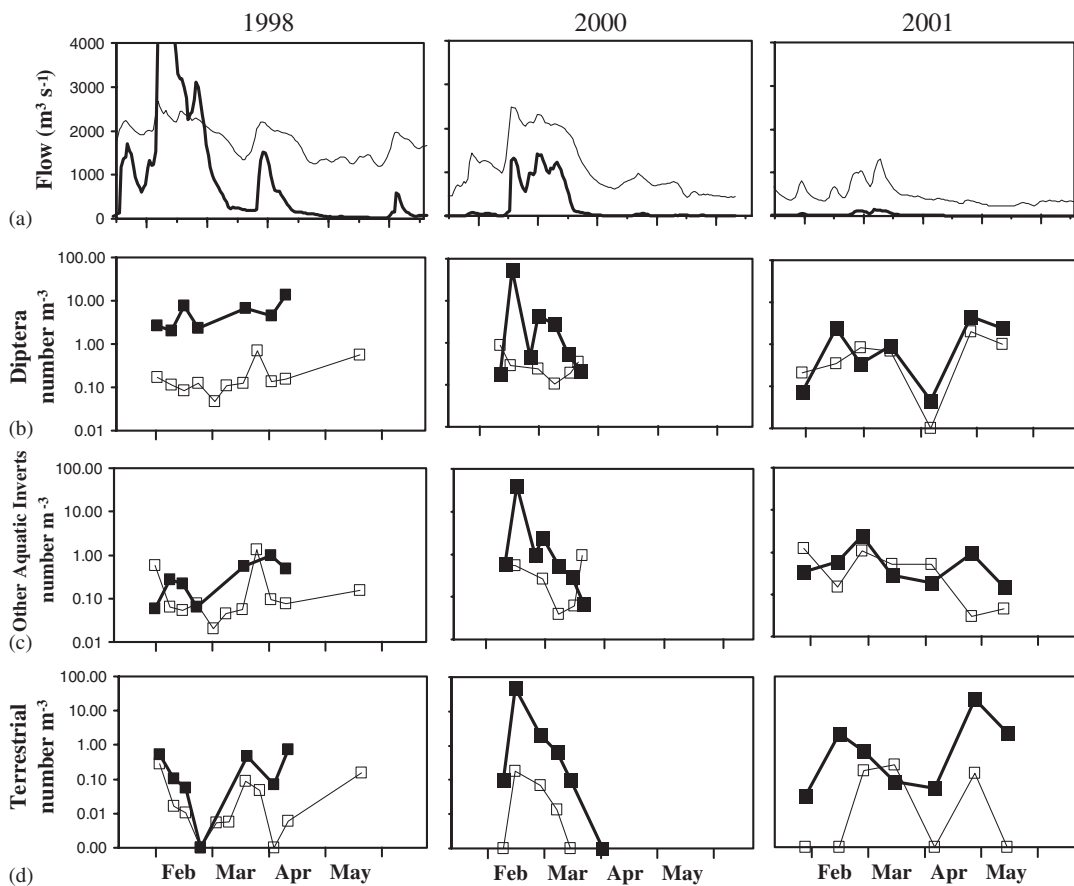 1998 2000 2001
4000
3000
2000
1000
0
Flow (m³ s⁻¹)
(a)
100.00
10.00
1.00
0.10
0.01
Diptera
number m⁻³
(b)
100.00
10.00
1.00
0.10
0.01
Other Aquatic Inverts
number m⁻³
(c)
100.00
10.00
1.00
0.10
0.01
0.00
Terrestrial
number m⁻³
(d)
Feb Mar Apr May Feb Mar Apr May Feb Mar Apr May